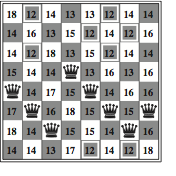 18 12 14 13 13 12 14 14
14 16 13 15 12 14 12 16
14 12 18 13 15 12 14 14
15 14 14 13 16 13 16
14 17 15 14 16 16
17 16 18 15 15
18 14 15 15 14 16
14 14 13 17 12 14 12 18